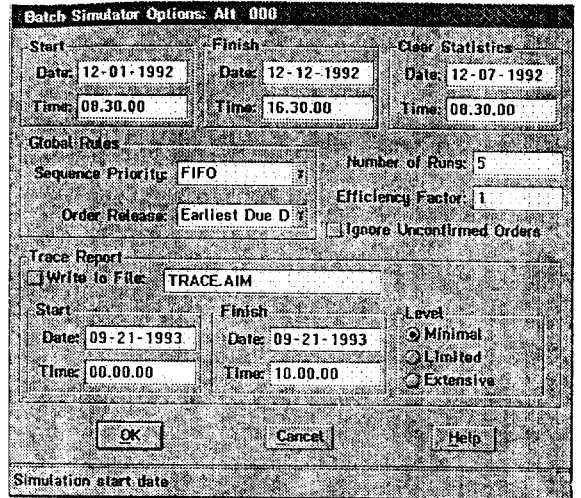 Batch Simulator Options: Alt 000
Start
Date: 12-01-1992
Time: 08.30.00
Finish
Date: 12-12-1992
Time: 16.30.00
Clear Statistics
Date: 12-07-1992
Time: 08.30.00
Global Rules
Sequence Priority: FIFO
Order Release: Earliest Due D
Number of Runs: 5
Efficiency Factor: 1
Ignore Unconfirmed Orders
Trace Report
Write to File: TRACE.AIM
Start
Date: 09-21-1993
Time: 00.00.00
Finish
Date: 09-21-1993
Time: 10.00.00
Level
Minimal
Limited
Extensive
OK
Cancel
Help
Simulation start date